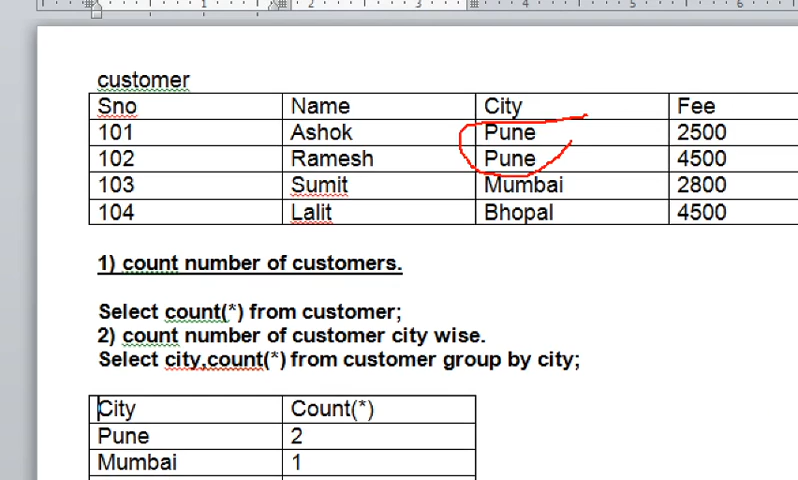 customer
Sno Name City Fee
101 Ashok Pune 2500
102 Ramesh Pune 4500
103 Sumit Mumbai 2800
104 Lalit Bhopal 4500
1) count number of customers.
Select count(*) from customer;
2) count number of customer city wise.
Select city,count(*) from customer group by city;
City Count(*)
Pune 2
Mumbai 1